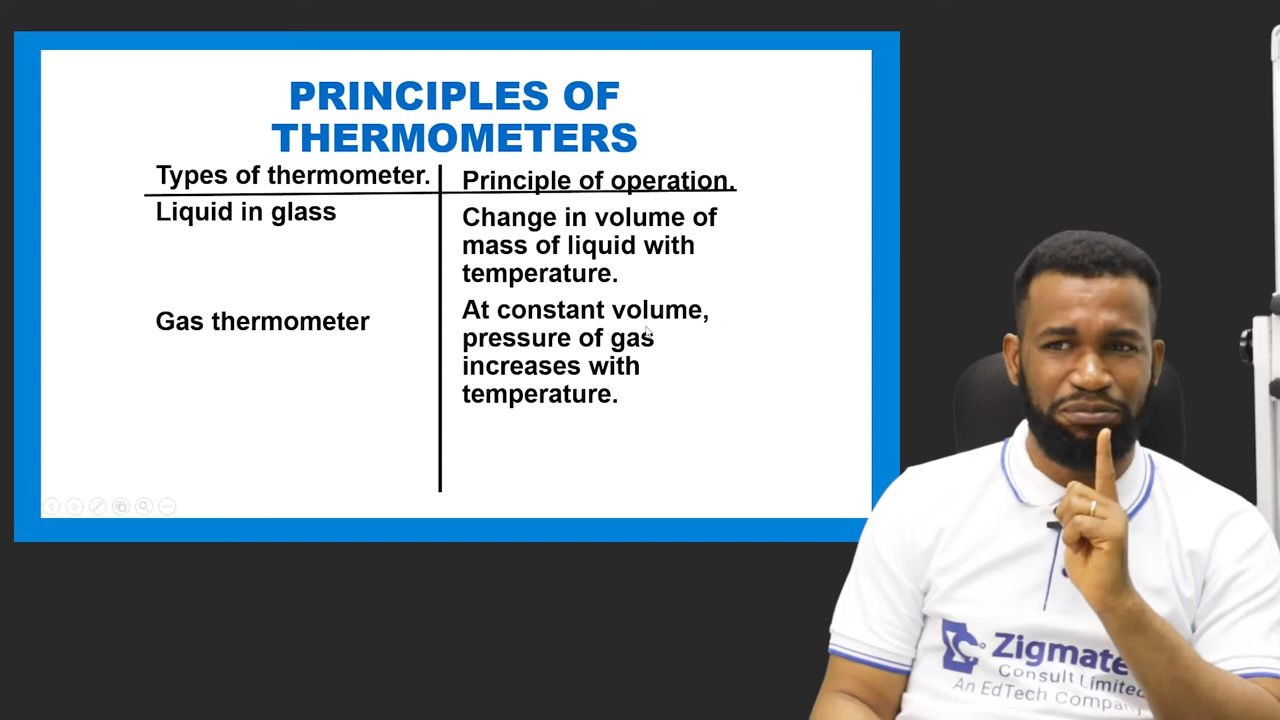 PRINCIPLES OF
THERMOMETERS
Types of thermometer.
Principle of operation.
Liquid in glass
Change in volume of
mass of liquid with
temperature.
Gas thermometer
At constant volume,
pressure of gas
increases with
temperature.
Zigmate
Consult Limited
An EdTech Company